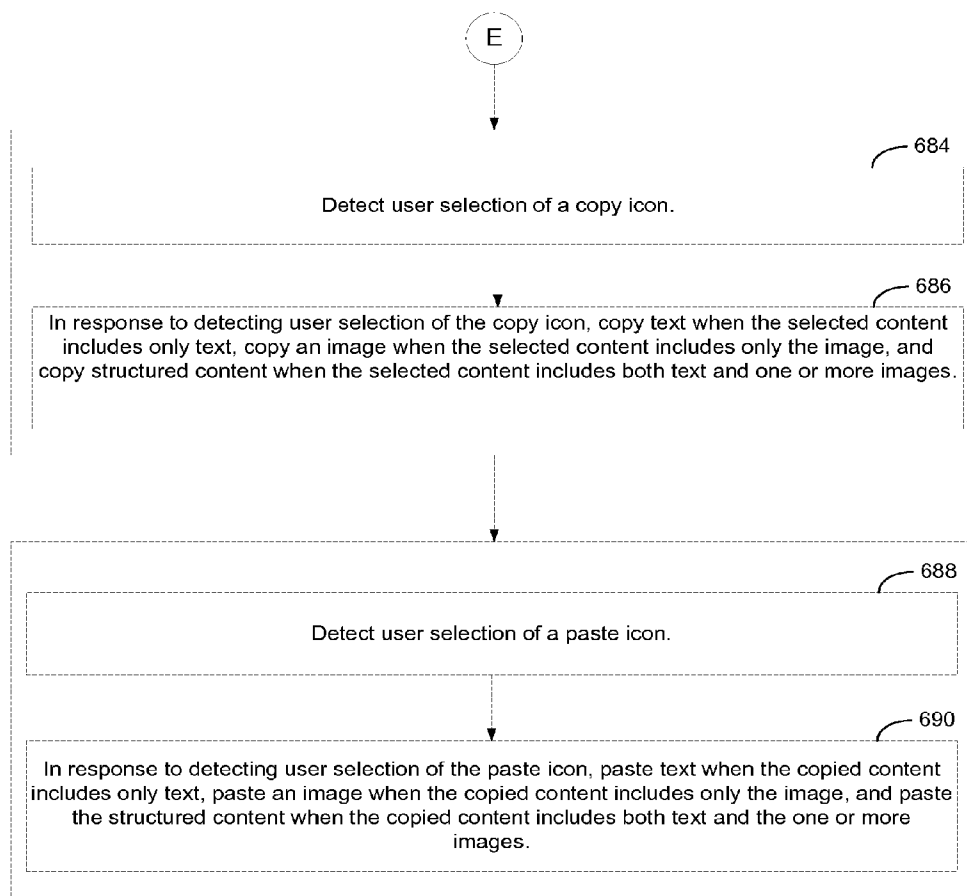 E
684
Detect user selection of a copy icon.
686
In response to detecting user selection of the copy icon, copy text when the selected content
includes only text, copy an image when the selected content includes only the image, and
copy structured content when the selected content includes both text and one or more images.
688
Detect user selection of a paste icon.
690
In response to detecting user selection of the paste icon, paste text when the copied content
includes only text, paste an image when the copied content includes only the image, and paste
the structured content when the copied content includes both text and the one or more
images.